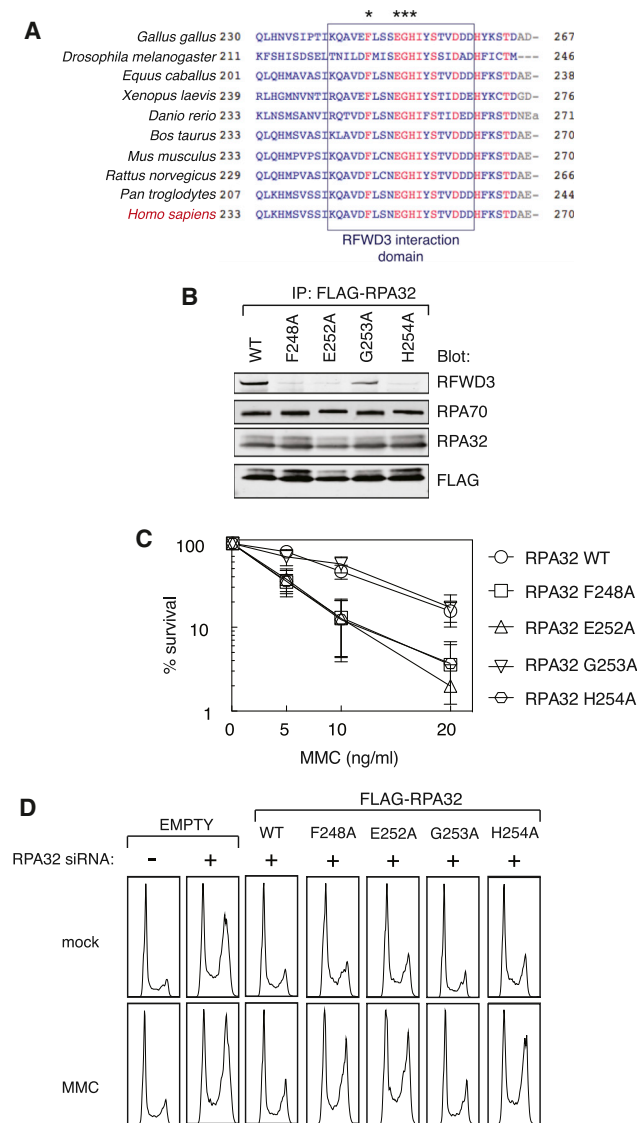 A
* ***
Gallus gallus 230 QLHNVSIPTIKQAVDFLSSEGHIYSTVDDDHYKSTDAD- 267
Drosophila melanogaster 211 KFSHISDSELTNILDFMISEGHIYSSIDADHFICTM--- 246
Equus caballus 201 QLQHMAVASIKQAVDFLSNEGHIYSTVDDDHFKSTDAE- 238
Xenopus laevis 239 RLHGMNVNTIRQAVEFLSNEGHIYSTIDDEHYKCTDGD- 276
Danio rerio 233 KLNSMSANVIRQTVDFLSNEGHIYSTIDEDHFRSTDNEa 271
Bos taurus 233 QLQHMSVASIKLAVDFLSNEGHIYSTVDDDHFKSTDAE- 270
Mus musculus 233 QLQHMPVPSIKQAVDFLCNEGHIYSTVDDDHFKSTDAE- 270
Rattus norvegicus 229 QLQHMPVASIKQAVDFLCNEGHIYSTVDDDHFKSTDAE- 266
Pan troglodytes 207 QLKHMSVSSIKQAVDFLSNEGHIYSTVDDDHFKSTDAE- 244
Homo sapiens 233 QLKHMSVSSIKQAVDFLSNEGHIYSTVDDDHFKSTDAE- 270
RFWD3 interaction
domain
B
IP: FLAG-RPA32
WT F248A E252A G253A H254A Blot:
RFWD3
RPA70
RPA32
FLAG
C
100
10
1
% survival
0 5 10 20
MMC (ng/ml)
RPA32 WT
RPA32 F248A
RPA32 E252A
RPA32 G253A
RPA32 H254A
D
FLAG-RPA32
EMPTY WT F248A E252A G253A H254A
RPA32 siRNA: - + + + + + +
mock
MMC